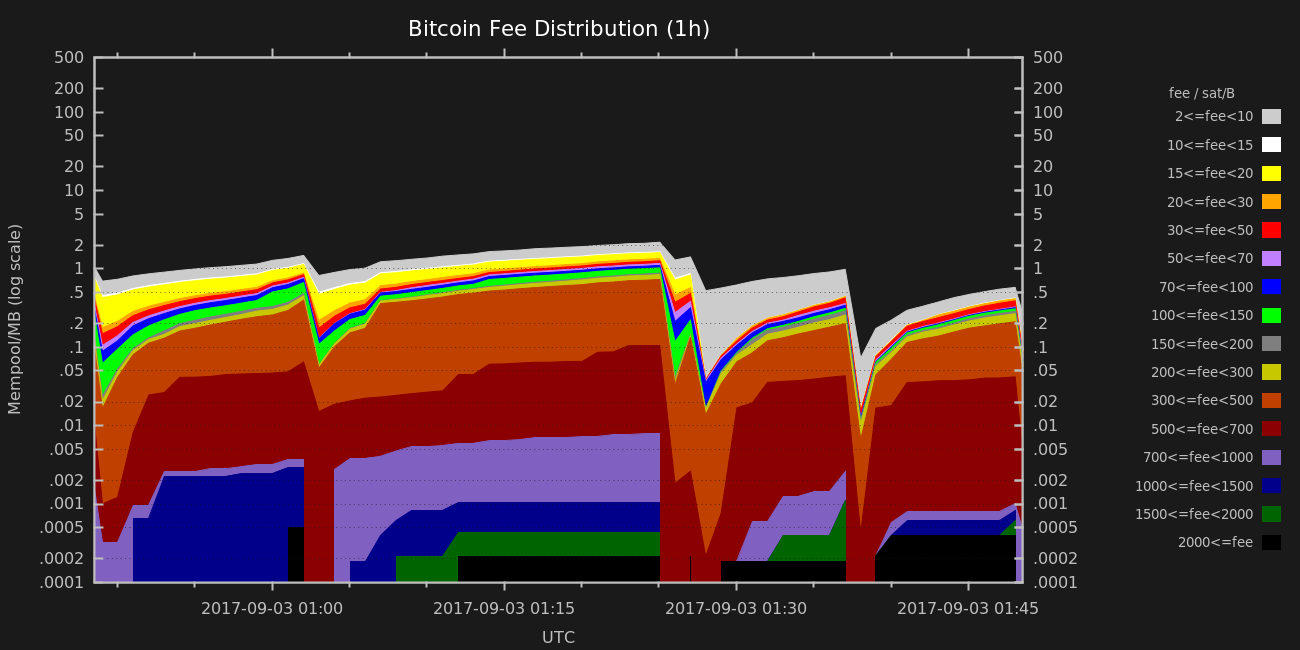 Bitcoin Fee Distribution (1h)
500
200
100
50
20
10
5
2
1
.5
.2
.1
.05
.02
.01
.005
.002
.001
.0005
.0002
.0001
Mempool/MB (log scale)
500
200
100
50
20
10
5
2
1
.5
.2
.1
.05
.02
.01
.005
.002
.001
.0005
.0002
.0001
2017-09-03 01:00
2017-09-03 01:15
2017-09-03 01:30
2017-09-03 01:45
UTC
fee / sat/B
2<=fee<10
10<=fee<15
15<=fee<20
20<=fee<30
30<=fee<50
50<=fee<70
70<=fee<100
100<=fee<150
150<=fee<200
200<=fee<300
300<=fee<500
500<=fee<700
700<=fee<1000
1000<=fee<1500
1500<=fee<2000
2000<=fee